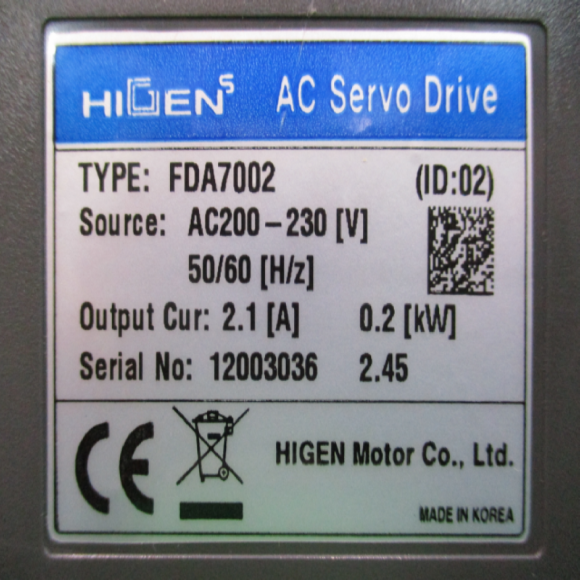 HIGENS AC Servo Drive
TYPE: FDA7002 (ID:02)
Source: AC200-230 [V]
50/60 [H/z]
Output Cur: 2.1 [A] 0.2 [kW]
Serial No: 12003036 2.45
CE HIGEN Motor Co., Ltd.
MADE IN KOREA